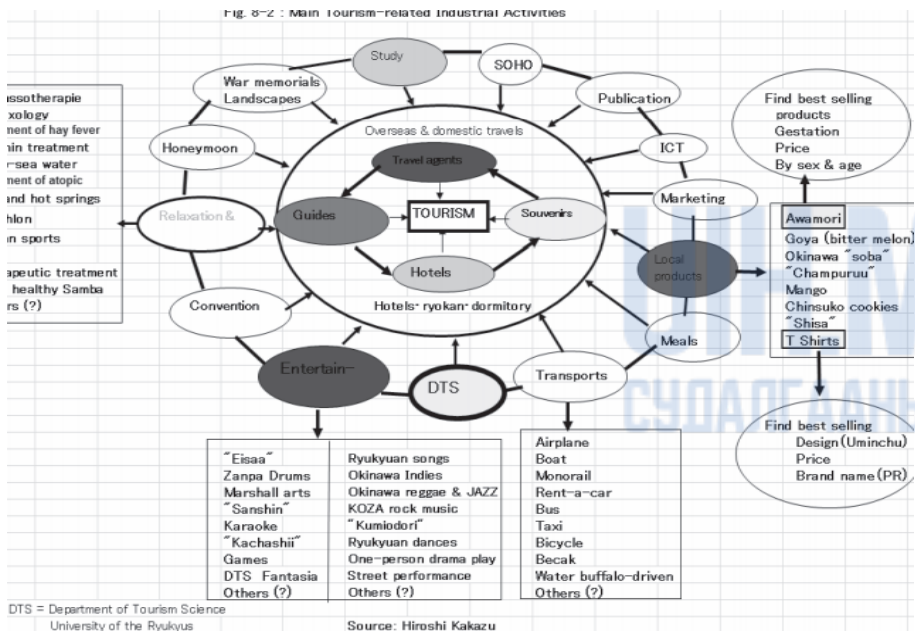 Fig. 8-2 : Main Tourism-related Industrial Activities
Study
SOHO
War memorials
Landscapes
Publication
Honeymoon
ICT
Relaxation &
Marketing
Convention
Local
products
Entertain-
DTS
Transports
Meals
Overseas & domestic travels
Travel agents
Guides
TOURISM
Souvenirs
Hotels
Hotels-ryokan-dormitory
treatment
sea water
ment of atopic
and hot springs
sports
treatment
healthy Samba
(?)
ment of hay fever
Find best selling
products
Gestation
Price
By sex & age
Awamori
Goya (bitter melon)
Okinawa "soba"
"Champuruu"
Mango
Chinsuko cookies
"Shisa"
T Shirts
Find best selling
Design (Uminchu)
Price
Brand name (PR)
"Eisaa"
Zanpa Drums
Marshall arts
"Sanshin"
Karaoke
"Kachashii"
Games
DTS Fantasia
Others (?)
Ryukyuan songs
Okinawa Indies
Okinawa reggae & JAZZ
KOZA rock music
"Kumiodori"
Ryukyuan dances
One-person drama play
Street performance
Others (?)
Airplane
Boat
Monorail
Rent-a-car
Bus
Taxi
Bicycle
Becak
Water buffalo-driven
Others (?)
DTS = Department of Tourism Science
University of the Ryukyus
Source: Hiroshi Kakazu